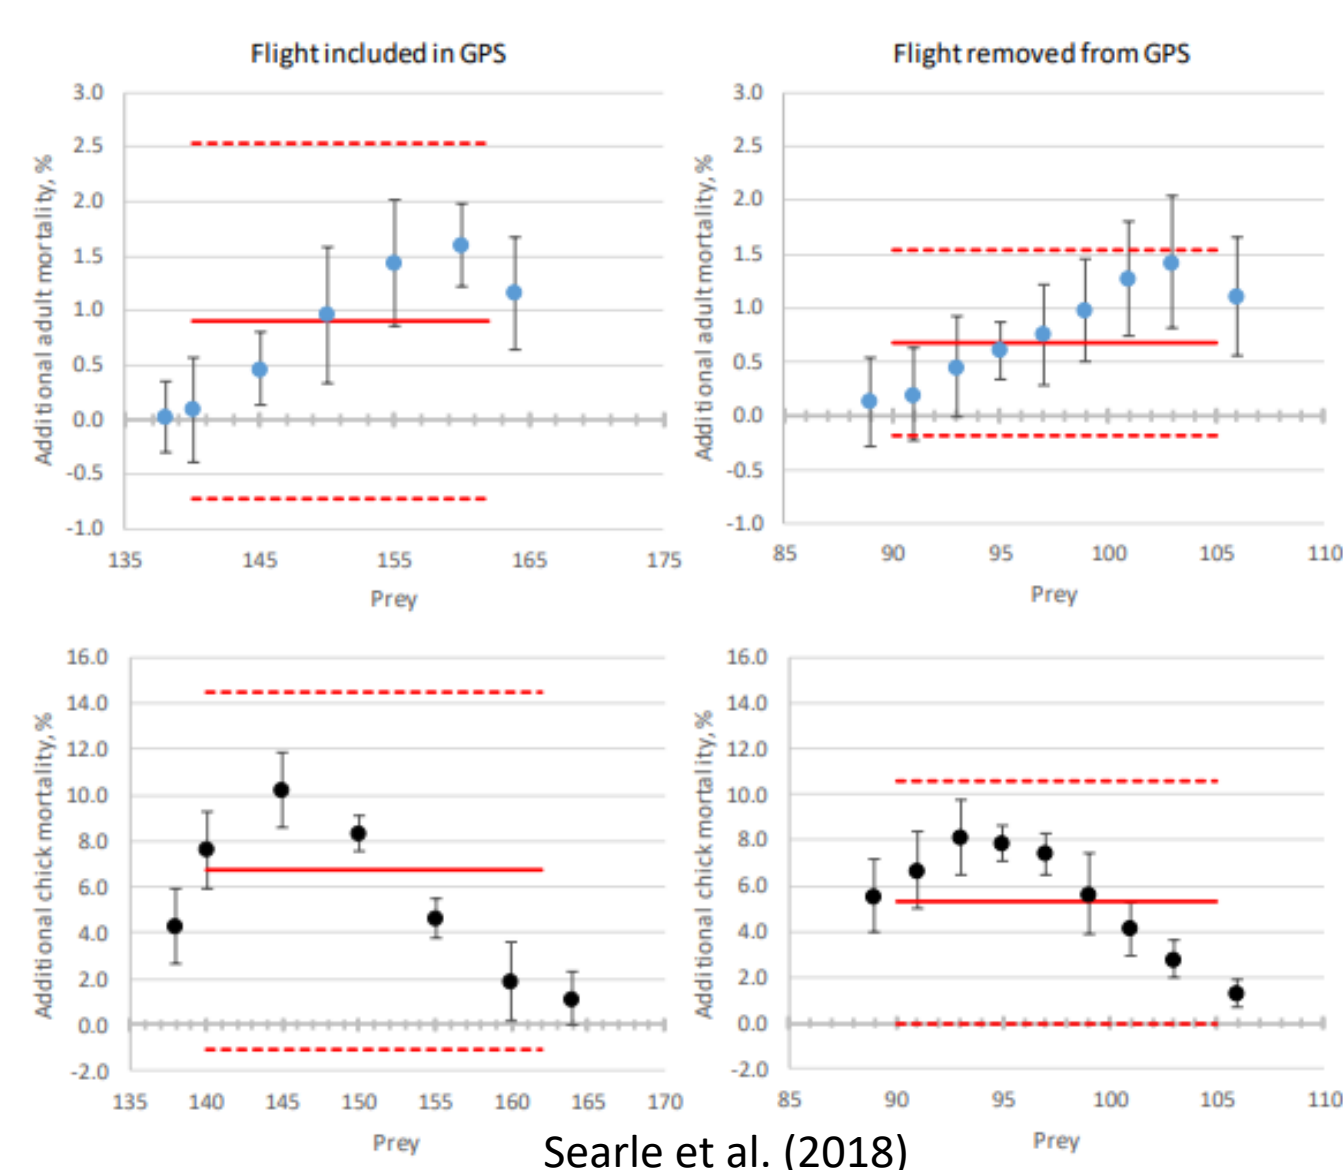 Flight included in GPS
Additional adult mortality, %
3.0
2.5
2.0
1.5
1.0
0.5
0.0
-0.5
-1.0
135 145 155 165 175
Prey
Flight removed from GPS
Additional adult mortality, %
3.0
2.5
2.0
1.5
1.0
0.5
0.0
-0.5
-1.0
85 90 95 100 105 110
Prey
Additional chick mortality, %
16.0
14.0
12.0
10.0
8.0
6.0
4.0
2.0
0.0
-2.0
135 140 145 150 155 160 165 170
Prey
Additional chick mortality, %
16.0
14.0
12.0
10.0
8.0
6.0
4.0
2.0
0.0
-2.0
85 90 95 100 105 110
Prey
Searle et al. (2018)